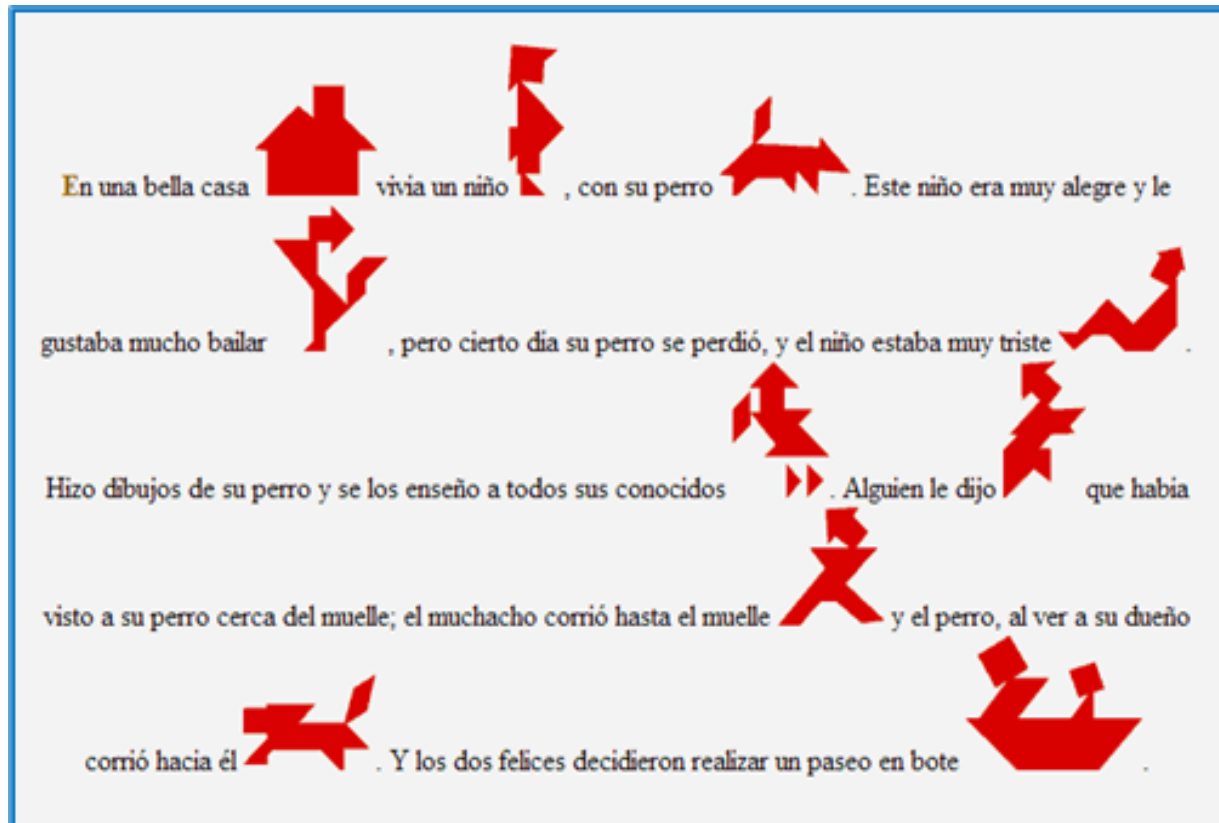 En una bella casa vivia un niño , con su perro . Este niño era muy alegre y le
gustaba mucho bailar , pero cierto dia su perro se perdió, y el niño estaba muy triste .
Hizo dibujos de su perro y se los enseño a todos sus conocidos . Alguien le dijo que habia
visto a su perro cerca del muelle; el muchacho corrió hasta el muelle y el perro, al ver a su dueño
corrió hacia él . Y los dos felices decidieron realizar un paseo en bote .